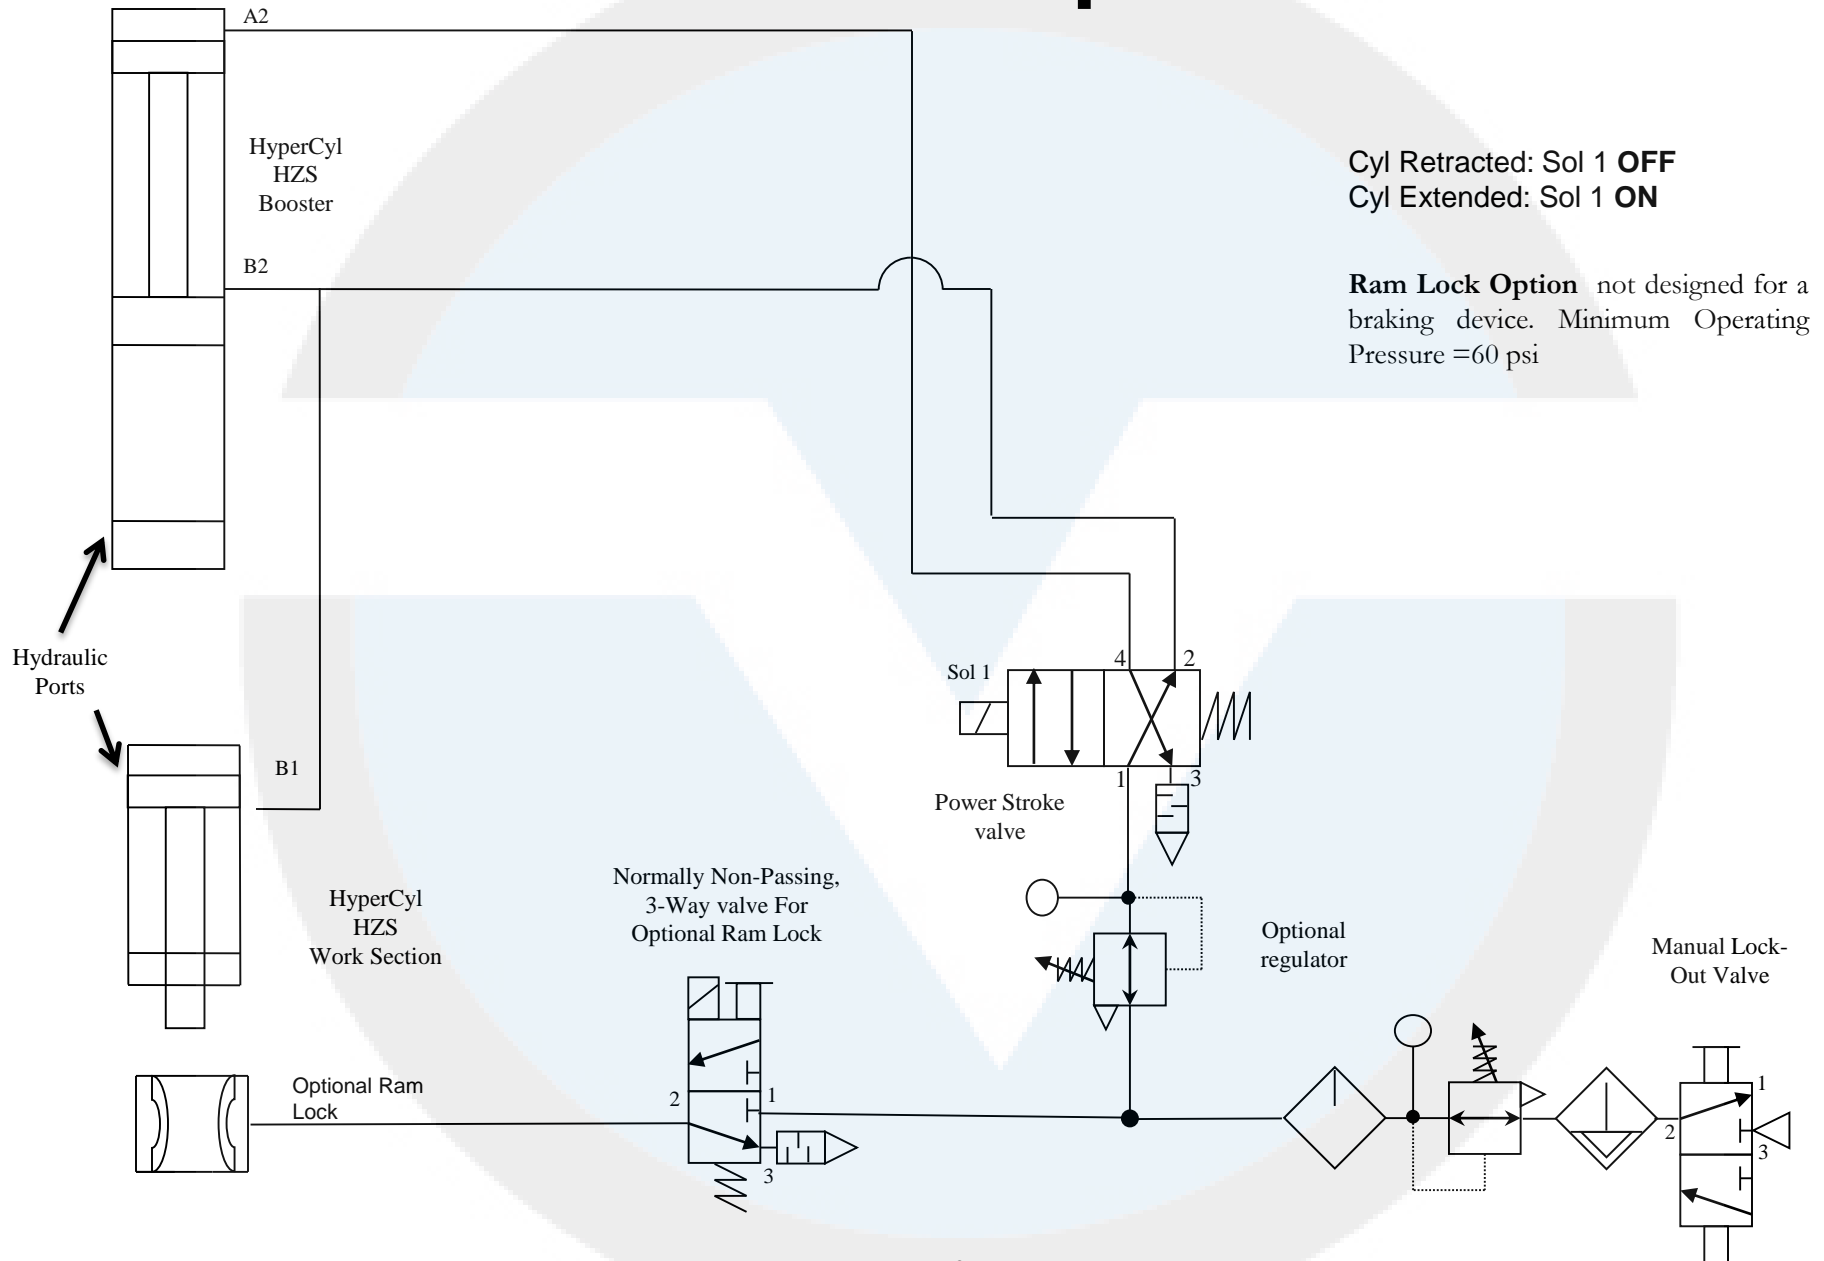 A2
HyperCyl
HZS
Booster
Cyl Retracted: Sol 1 OFF
Cyl Extended: Sol 1 ON
B2
Ram Lock Option not designed for a
braking device. Minimum Operating
Pressure =60 psi
Hydraulic
Ports
4
2
Sol 1
B1
1
3
Power Stroke
valve
HyperCyl
HZS
Work Section
Normally Non-Passing,
3-Way valve For
Optional Ram Lock
Optional
regulator
Manual Lock-
Out Valve
Optional Ram
Lock
2
1
3
1
2
3